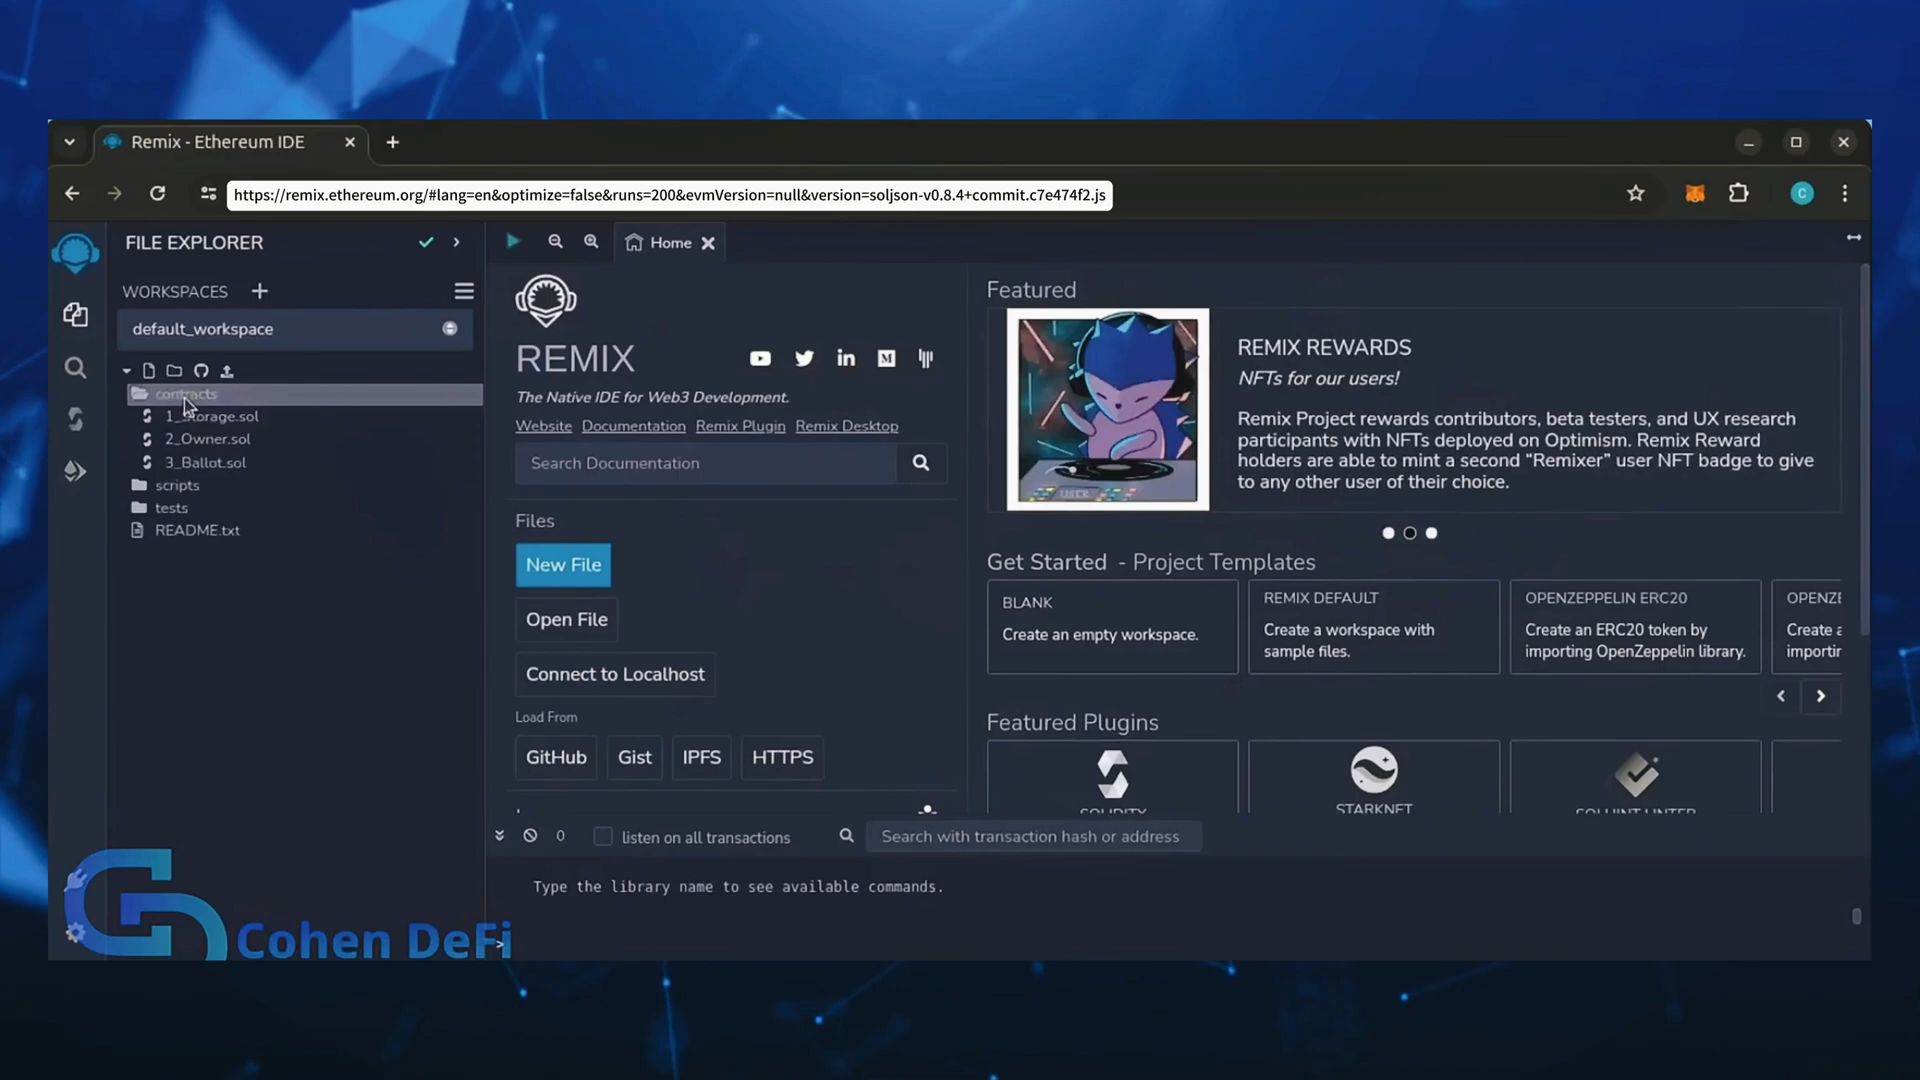 Remix - Ethereum IDE
https://remix.ethereum.org/#lang=en&optimize=false&runs=200&evmVersion=null&version=soljson-v0.8.4+commit.c7e474f2.js
C
FILE EXPLORER
Home
WORKSPACES
default_workspace
contracts
1_Storage.sol
2_Owner.sol
3_Ballot.sol
scripts
tests
README.txt
REMIX
The Native IDE for Web3 Development.
Website Documentation Remix Plugin Remix Desktop
Search Documentation
Files
New File
Open File
Connect to Localhost
Load From
GitHub Gist IPFS HTTPS
Featured
USER
REMIX REWARDS
NFTs for our users!
Remix Project rewards contributors, beta testers, and UX research
participants with NFTs deployed on Optimism. Remix Reward
holders are able to mint a second “Remixer” user NFT badge to give
to any other user of their choice.
Get Started - Project Templates
BLANK
Create an empty workspace.
REMIX DEFAULT
Create a workspace with
sample files.
OPENZEPPELIN ERC20
Create an ERC20 token by
importing OpenZeppelin library.
OPENZE
Create a
importin
Featured Plugins
SOLIDITY
STARKNET
SOLHINT LINTER
0 listen on all transactions
Search with transaction hash or address
Type the library name to see available commands.
>
Cohen DeFi